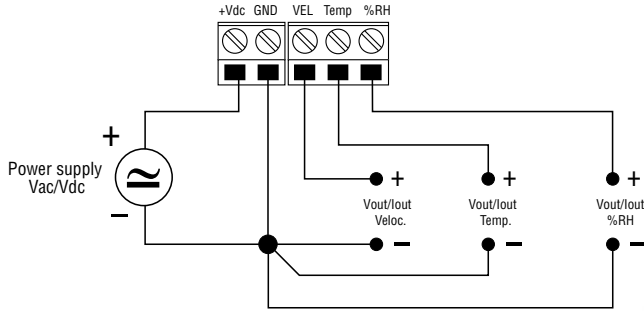 +Vdc GND VEL Temp %RH
+
Power supply
Vac/Vdc
−
+ + +
Vout/Iout Vout/Iout Vout/Iout
Veloc. Temp. %RH
− − −